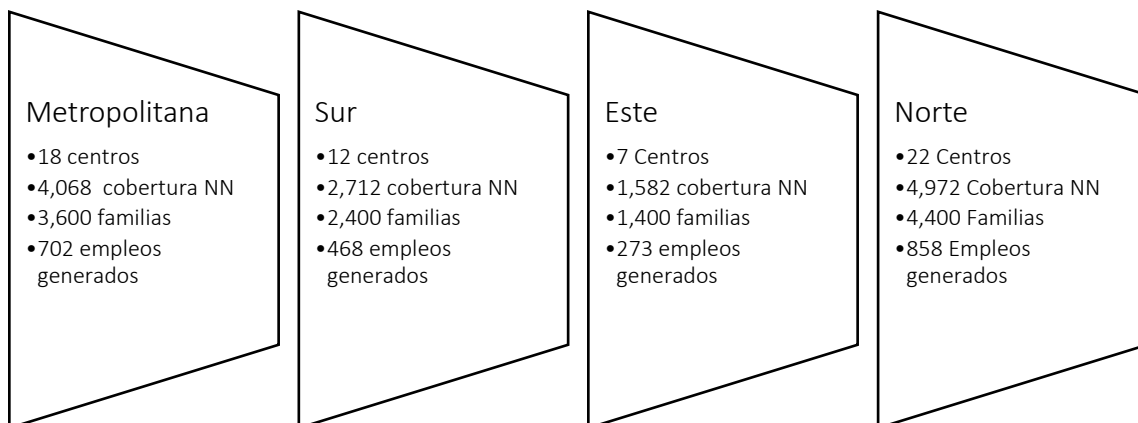 Metropolitana
•18 centros
•4,068 cobertura NN
•3,600 familias
•702 empleos
generados
Sur
•12 centros
•2,712 cobertura NN
•2,400 familias
•468 empleos
generados
Este
•7 Centros
•1,582 cobertura NN
•1,400 familias
•273 empleos
generados
Norte
•22 Centros
•4,972 Cobertura NN
•4,400 Familias
•858 Empleos
generados